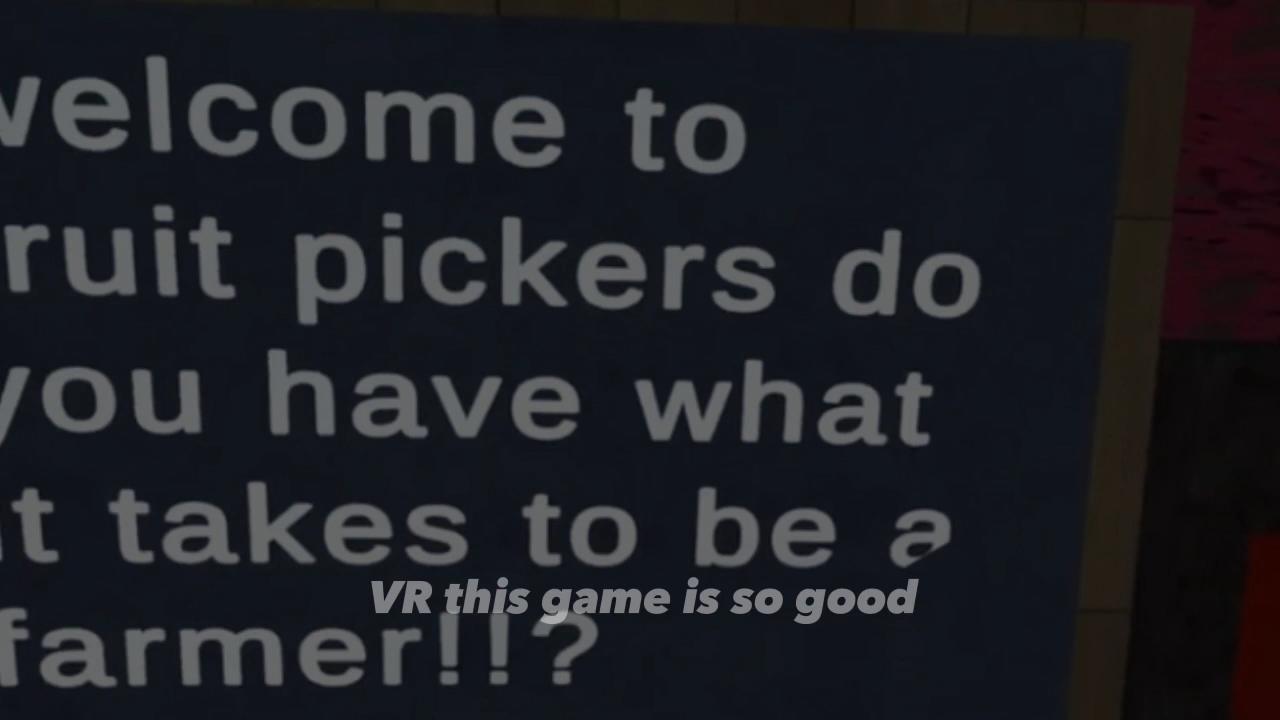 welcome to
ruit pickers do
you have what
t takes to be a
VR this game is so good
farmer!!?